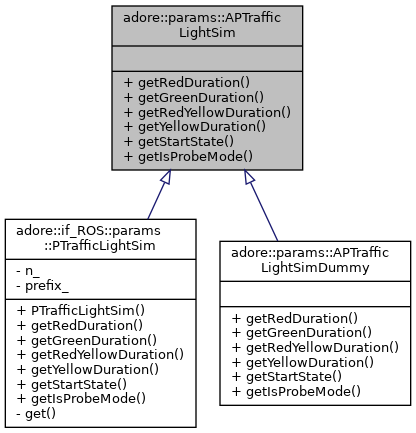 adore::params::APTraffic
LightSim
+ getRedDuration()
+ getGreenDuration()
+ getRedYellowDuration()
+ getYellowDuration()
+ getStartState()
+ getIsProbeMode()
adore::if_ROS::params
::PTrafficLightSim
- n_
- prefix_
+ PTrafficLightSim()
+ getRedDuration()
+ getGreenDuration()
+ getRedYellowDuration()
+ getYellowDuration()
+ getStartState()
+ getIsProbeMode()
- get()
adore::params::APTraffic
LightSimDummy
+ getRedDuration()
+ getGreenDuration()
+ getRedYellowDuration()
+ getYellowDuration()
+ getStartState()
+ getIsProbeMode()